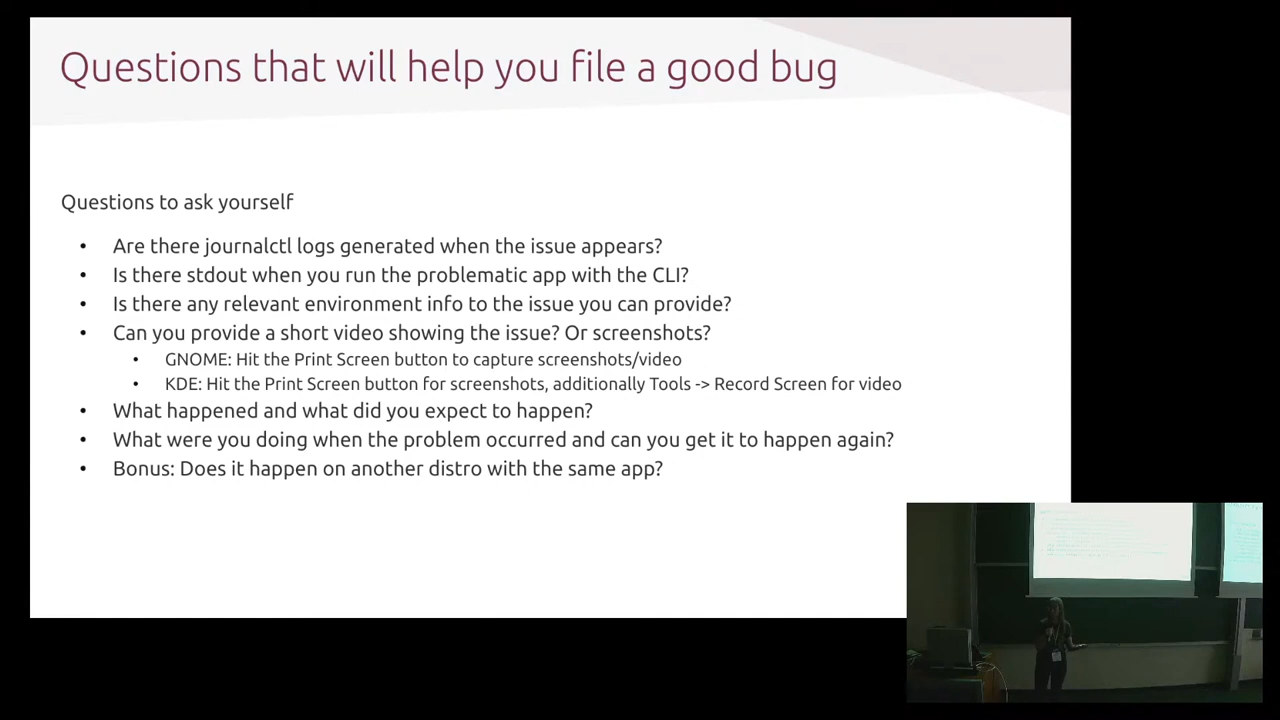 Questions that will help you file a good bug
Questions to ask yourself
• Are there journalctl logs generated when the issue appears?
• Is there stdout when you run the problematic app with the CLI?
• Is there any relevant environment info to the issue you can provide?
• Can you provide a short video showing the issue? Or screenshots?
• GNOME: Hit the Print Screen button to capture screenshots/video
• KDE: Hit the Print Screen button for screenshots, additionally Tools -> Record Screen for video
• What happened and what did you expect to happen?
• What were you doing when the problem occurred and can you get it to happen again?
• Bonus: Does it happen on another distro with the same app?